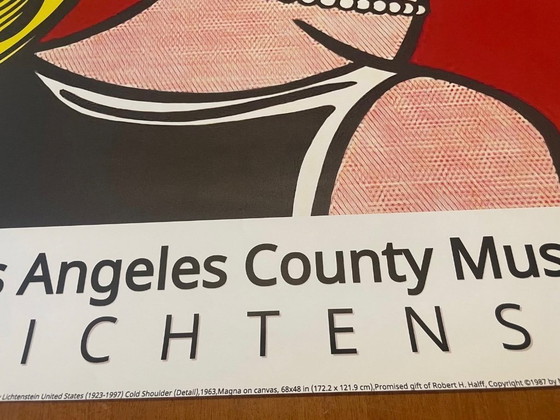 s Angeles County Mus
ICHTENS
Lichtenstein United States (1923-1997) Cold Shoulder (Detail),1963,Magna on canvas, 68x48 in (172.2 x 121.9 cm),Promised gift of Robert H. Halff, Copyright ©1987 by